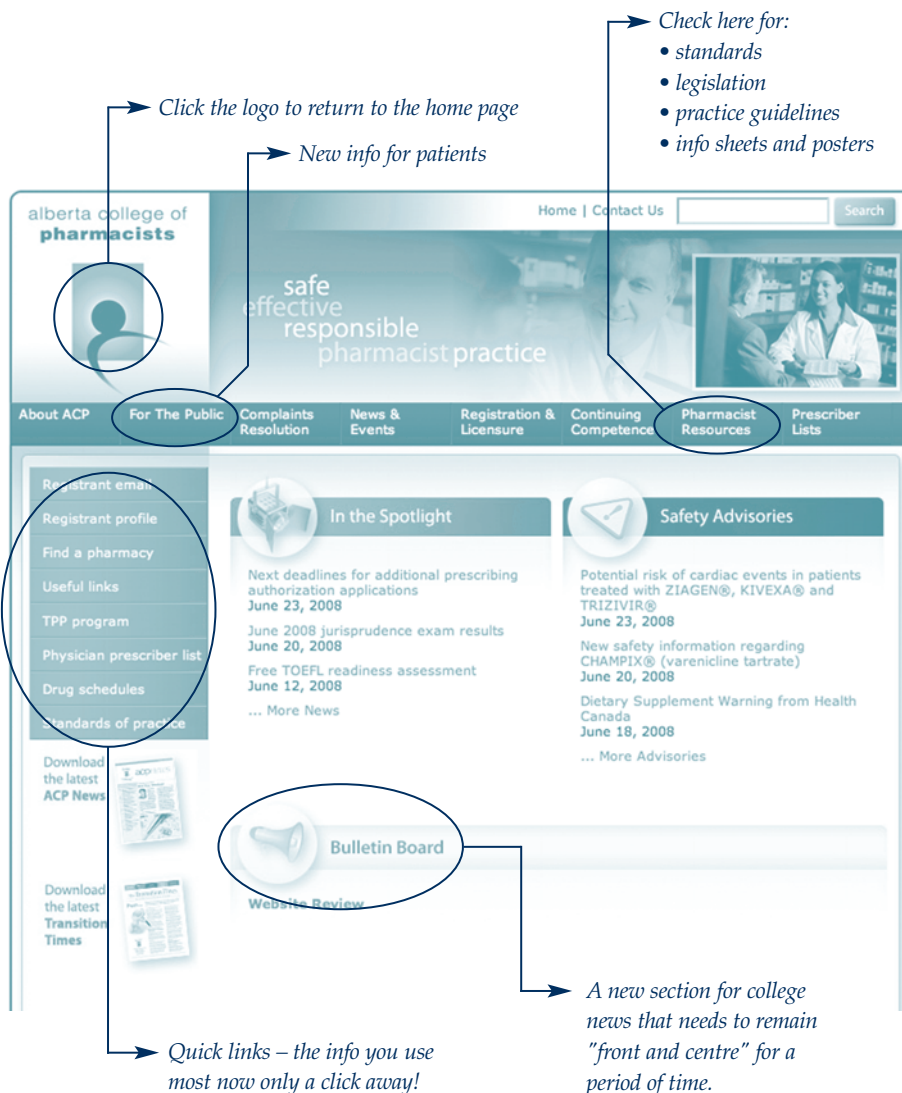 Check here for:
• standards
• legislation
• practice guidelines
• info sheets and posters
Click the logo to return to the home page
New info for patients
alberta college of
pharmacists
Home | Contact Us
Search
safe
effective
responsible
pharmacist practice
About ACP
For The Public
Complaints
Resolution
News &
Events
Registration &
Licensure
Continuing
Competence
Pharmacist
Resources
Prescriber
Lists
Registrant email
Registrant profile
Find a pharmacy
Useful links
TPP program
Physician prescriber list
Drug schedules
Standards of practice
Download
the latest
ACP News
Download
the latest
Transition
Times
In the Spotlight
Next deadlines for additional prescribing
authorization applications
June 23, 2008
June 2008 jurisprudence exam results
June 20, 2008
Free TOEFL readiness assessment
June 12, 2008
... More News
Safety Advisories
Potential risk of cardiac events in patients
treated with ZIAGEN®, KIVEXA® and
TRIZIVIR®
June 23, 2008
New safety information regarding
CHAMPIX® (varenicline tartrate)
June 20, 2008
Dietary Supplement Warning from Health
Canada
June 18, 2008
... More Advisories
Bulletin Board
Website Review
A new section for college
news that needs to remain
"front and centre" for a
period of time.
Quick links – the info you use
most now only a click away!